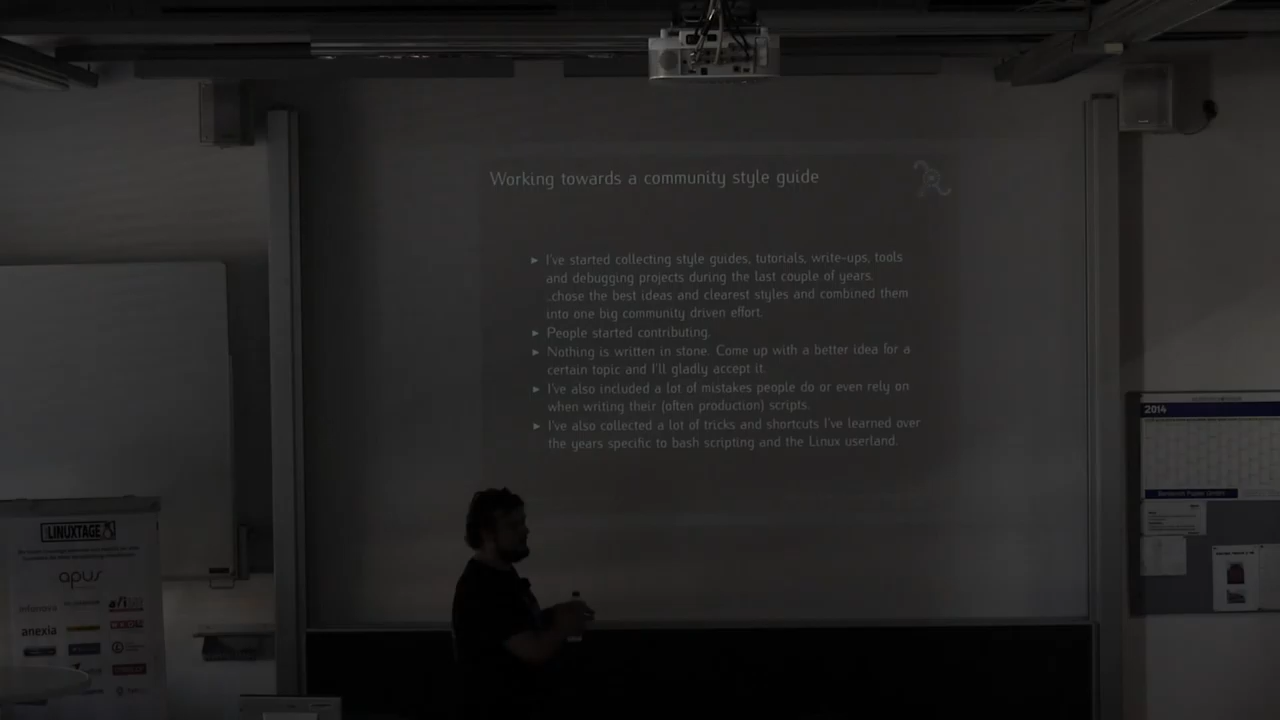 Working towards a community style guide
► I've started collecting style guides, tutorials, write-ups, tools
and debugging projects during the last couple of years.
..chose the best ideas and clearest styles and combined them
into one big community driven effort.
► People started contributing.
► Nothing is written in stone. Come up with a better idea for a
certain topic and I'll gladly accept it.
► I've also included a lot of mistakes people do or even rely on
when writing their (often production) scripts.
► I've also collected a lot of tricks and shortcuts I've learned over
the years specific to bash scripting and the Linux userland.
2014
LINUXTAGE
apus
anexia